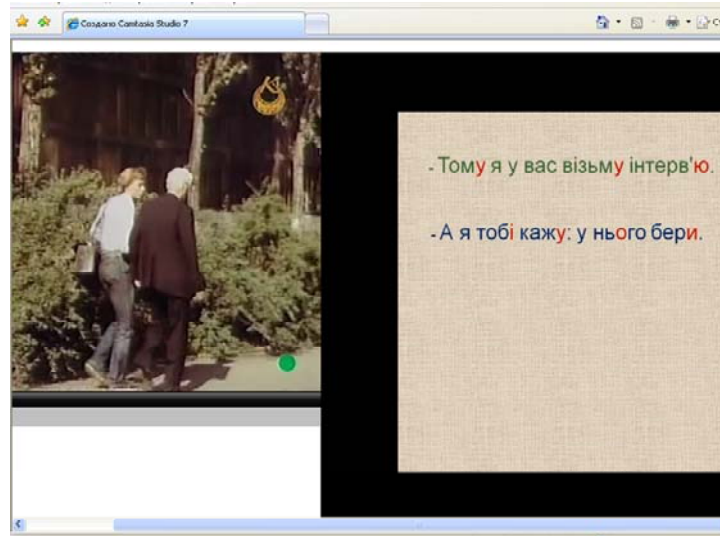 Создано Camtasia Studio 7
- Тому я у вас візьму інтерв'ю.
- А я тобі кажу: у нього бери.